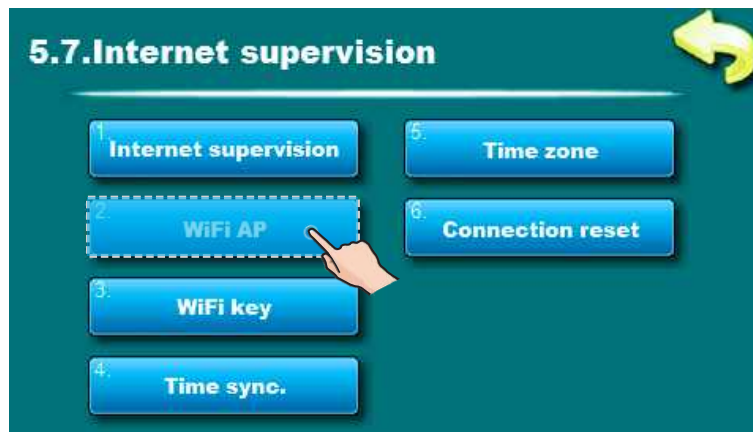 5.7.Internet supervision
1.
Internet supervision
2.
WiFi AP
3.
WiFi key
4.
Time sync.
5.
Time zone
6.
Connection reset